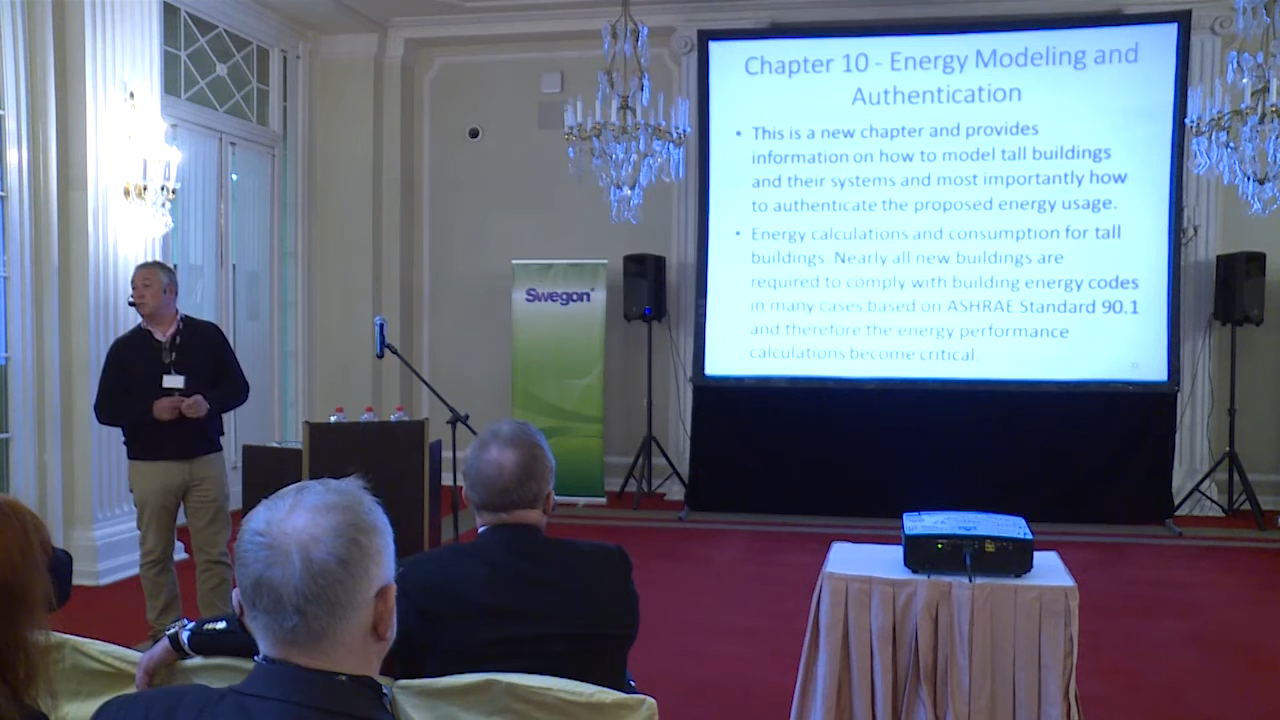 Chapter 10 - Energy Modeling and
Authentication
• This is a new chapter and provides
information on how to model tall buildings
and their systems and most importantly how
to authenticate the proposed energy usage.
• Energy calculations and consumption for tall
buildings. Nearly all new buildings are
required to comply with building energy codes
in many cases based on ASHRAE Standard 90.1
and therefore the energy performance
calculations become critical.
Swegon